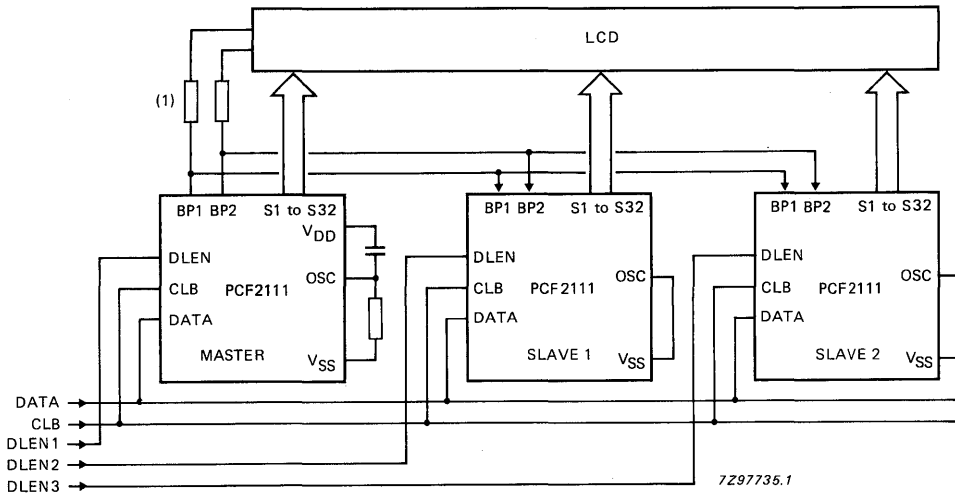 LCD
(1)
BP1 BP2 S1 to S32
VDD
DLEN
OSC
CLB PCF2111
DATA
MASTER
VSS
BP1 BP2 S1 to S32
DLEN
OSC
CLB PCF2111
DATA
SLAVE 1
VSS
BP1 BP2 S1 to S32
DLEN
OSC
CLB PCF2111
DATA
SLAVE 2
VSS
DATA
CLB
DLEN1
DLEN2
DLEN3
7Z97735.1